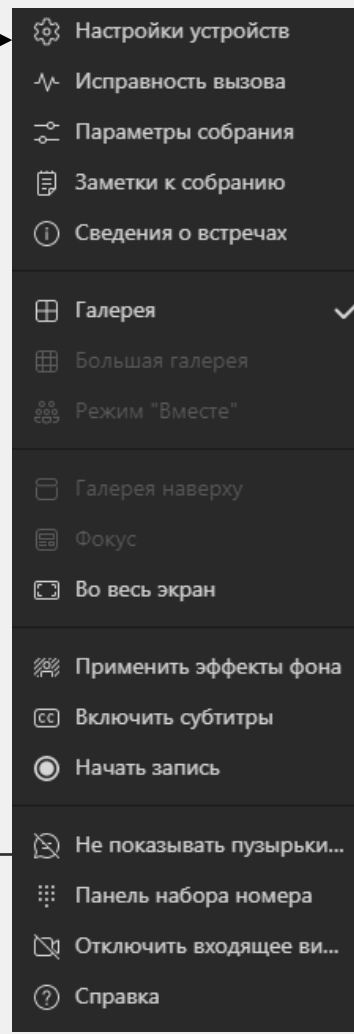 Настройки устройств
Исправность вызова
Параметры собрания
Заметки к собранию
Сведения о встречах
Галерея
Большая галерея
Режим "Вместе"
Галерея наверху
Фокус
Во весь экран
Применить эффекты фона
CC Включить субтитры
Начать запись
Не показывать пузырьки...
Панель набора номера
Отключить входящее ви...
Справка